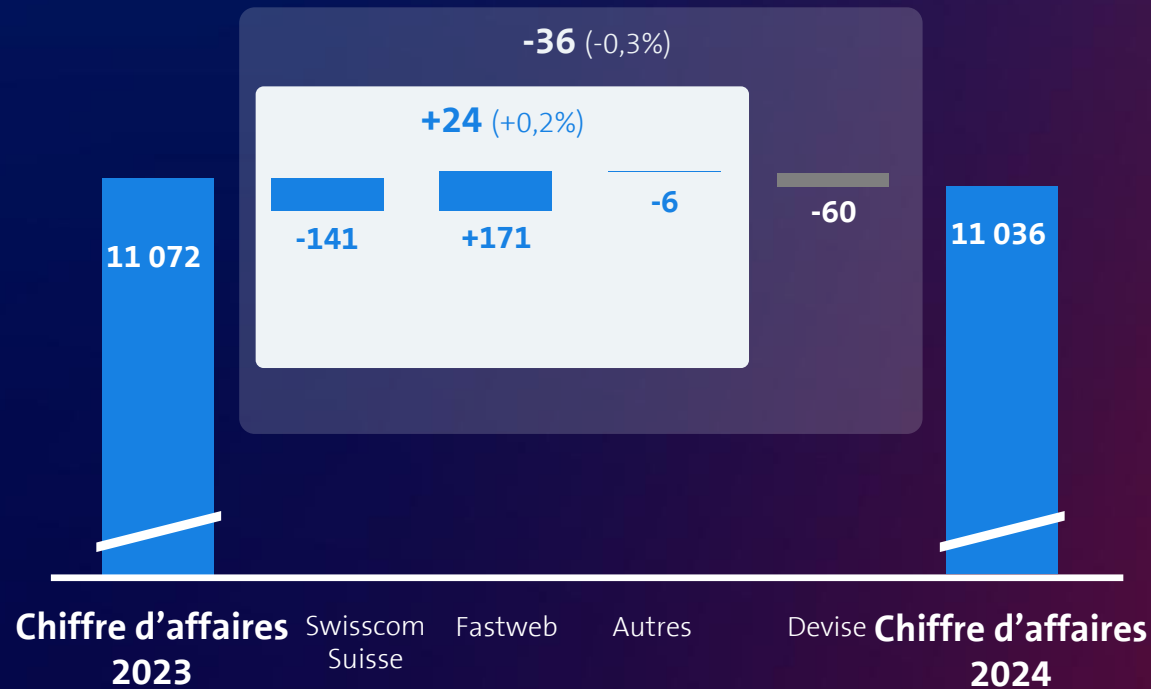 -36 (-0,3%)
+24 (+0,2%)
-141
+171
-6
-60
11 072
11 036
Chiffre d’affaires
2023
Swisscom
Suisse
Fastweb
Autres
Devise
Chiffre d’affaires
2024